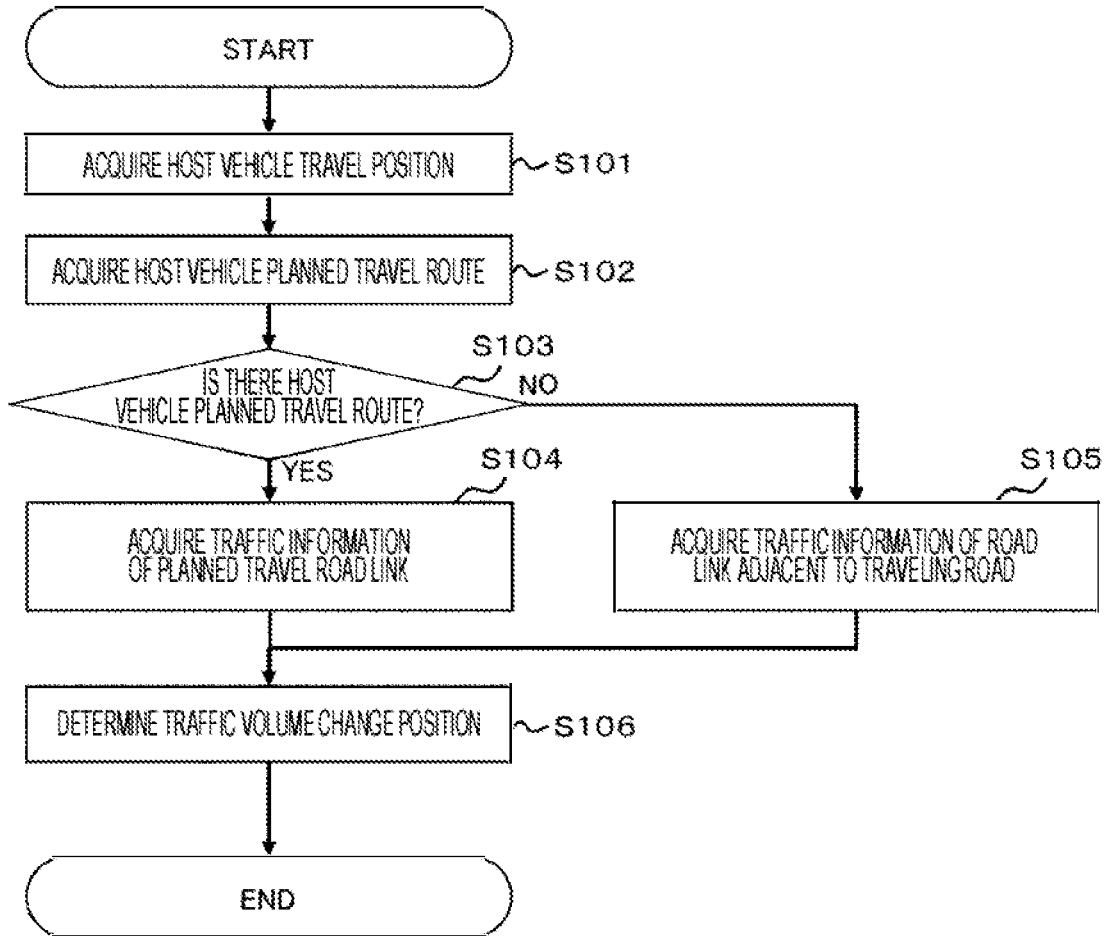 START
ACQUIRE HOST VEHICLE TRAVEL POSITION
S101
ACQUIRE HOST VEHICLE PLANNED TRAVEL ROUTE
S102
S103
IS THERE HOST
VEHICLE PLANNED TRAVEL ROUTE?
NO
YES
S104
ACQUIRE TRAFFIC INFORMATION
OF PLANNED TRAVEL ROAD LINK
S105
ACQUIRE TRAFFIC INFORMATION OF ROAD
LINK ADJACENT TO TRAVELING ROAD
DETERMINE TRAFFIC VOLUME CHANGE POSITION
S106
END